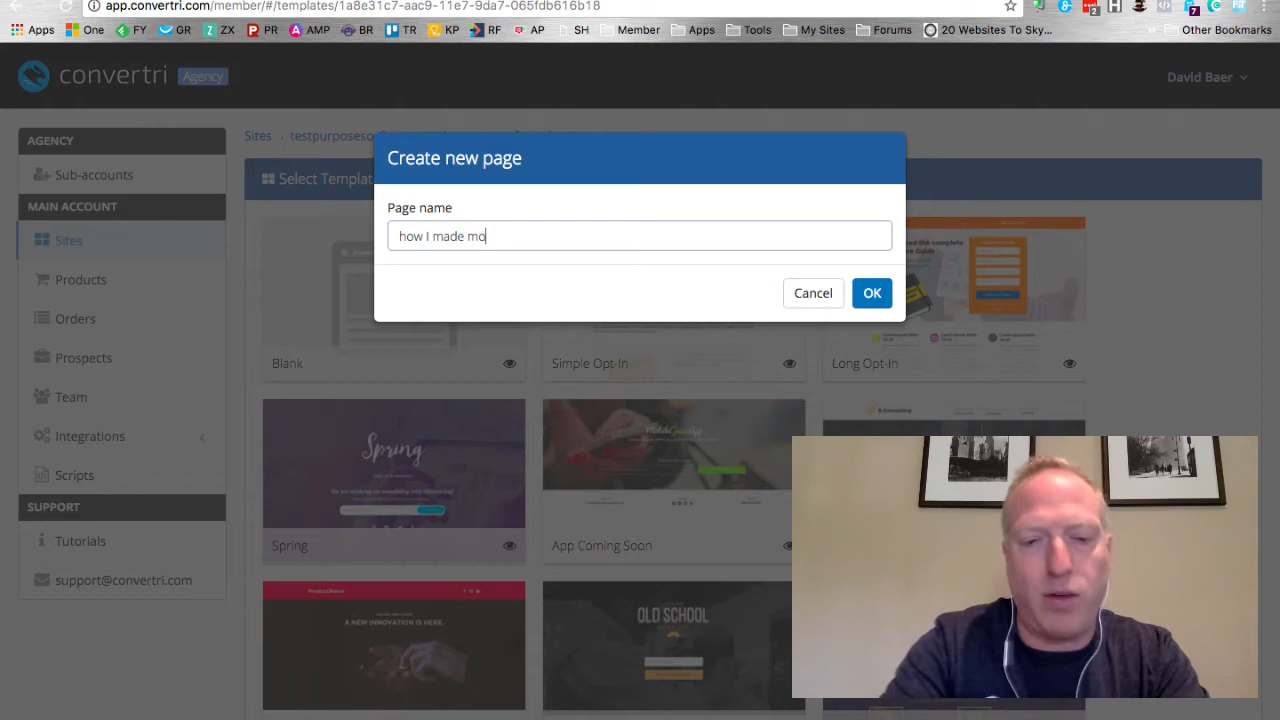 app.convertri.com/member/#/templates/1a8e31c7-aac9-11e7-9da7-065fdb616b18
Apps One FY GR ZX PR AMP BR TR KP RF AP SH Member Apps Tools My Sites Forums 20 Websites To Sky... Other Bookmarks
convertri Agency
David Baer
AGENCY
Sub-accounts
MAIN ACCOUNT
Sites
Products
Orders
Prospects
Team
Integrations
Scripts
SUPPORT
Tutorials
support@convertri.com
Sites testpurposeso
Select Templat
Create new page
Page name
how I made mo
Cancel OK
Blank
Simple Opt-In
Long Opt-In
Spring
Spring
App Coming Soon
A NEW INNOVATION IS HERE.
OLD SCHOOL